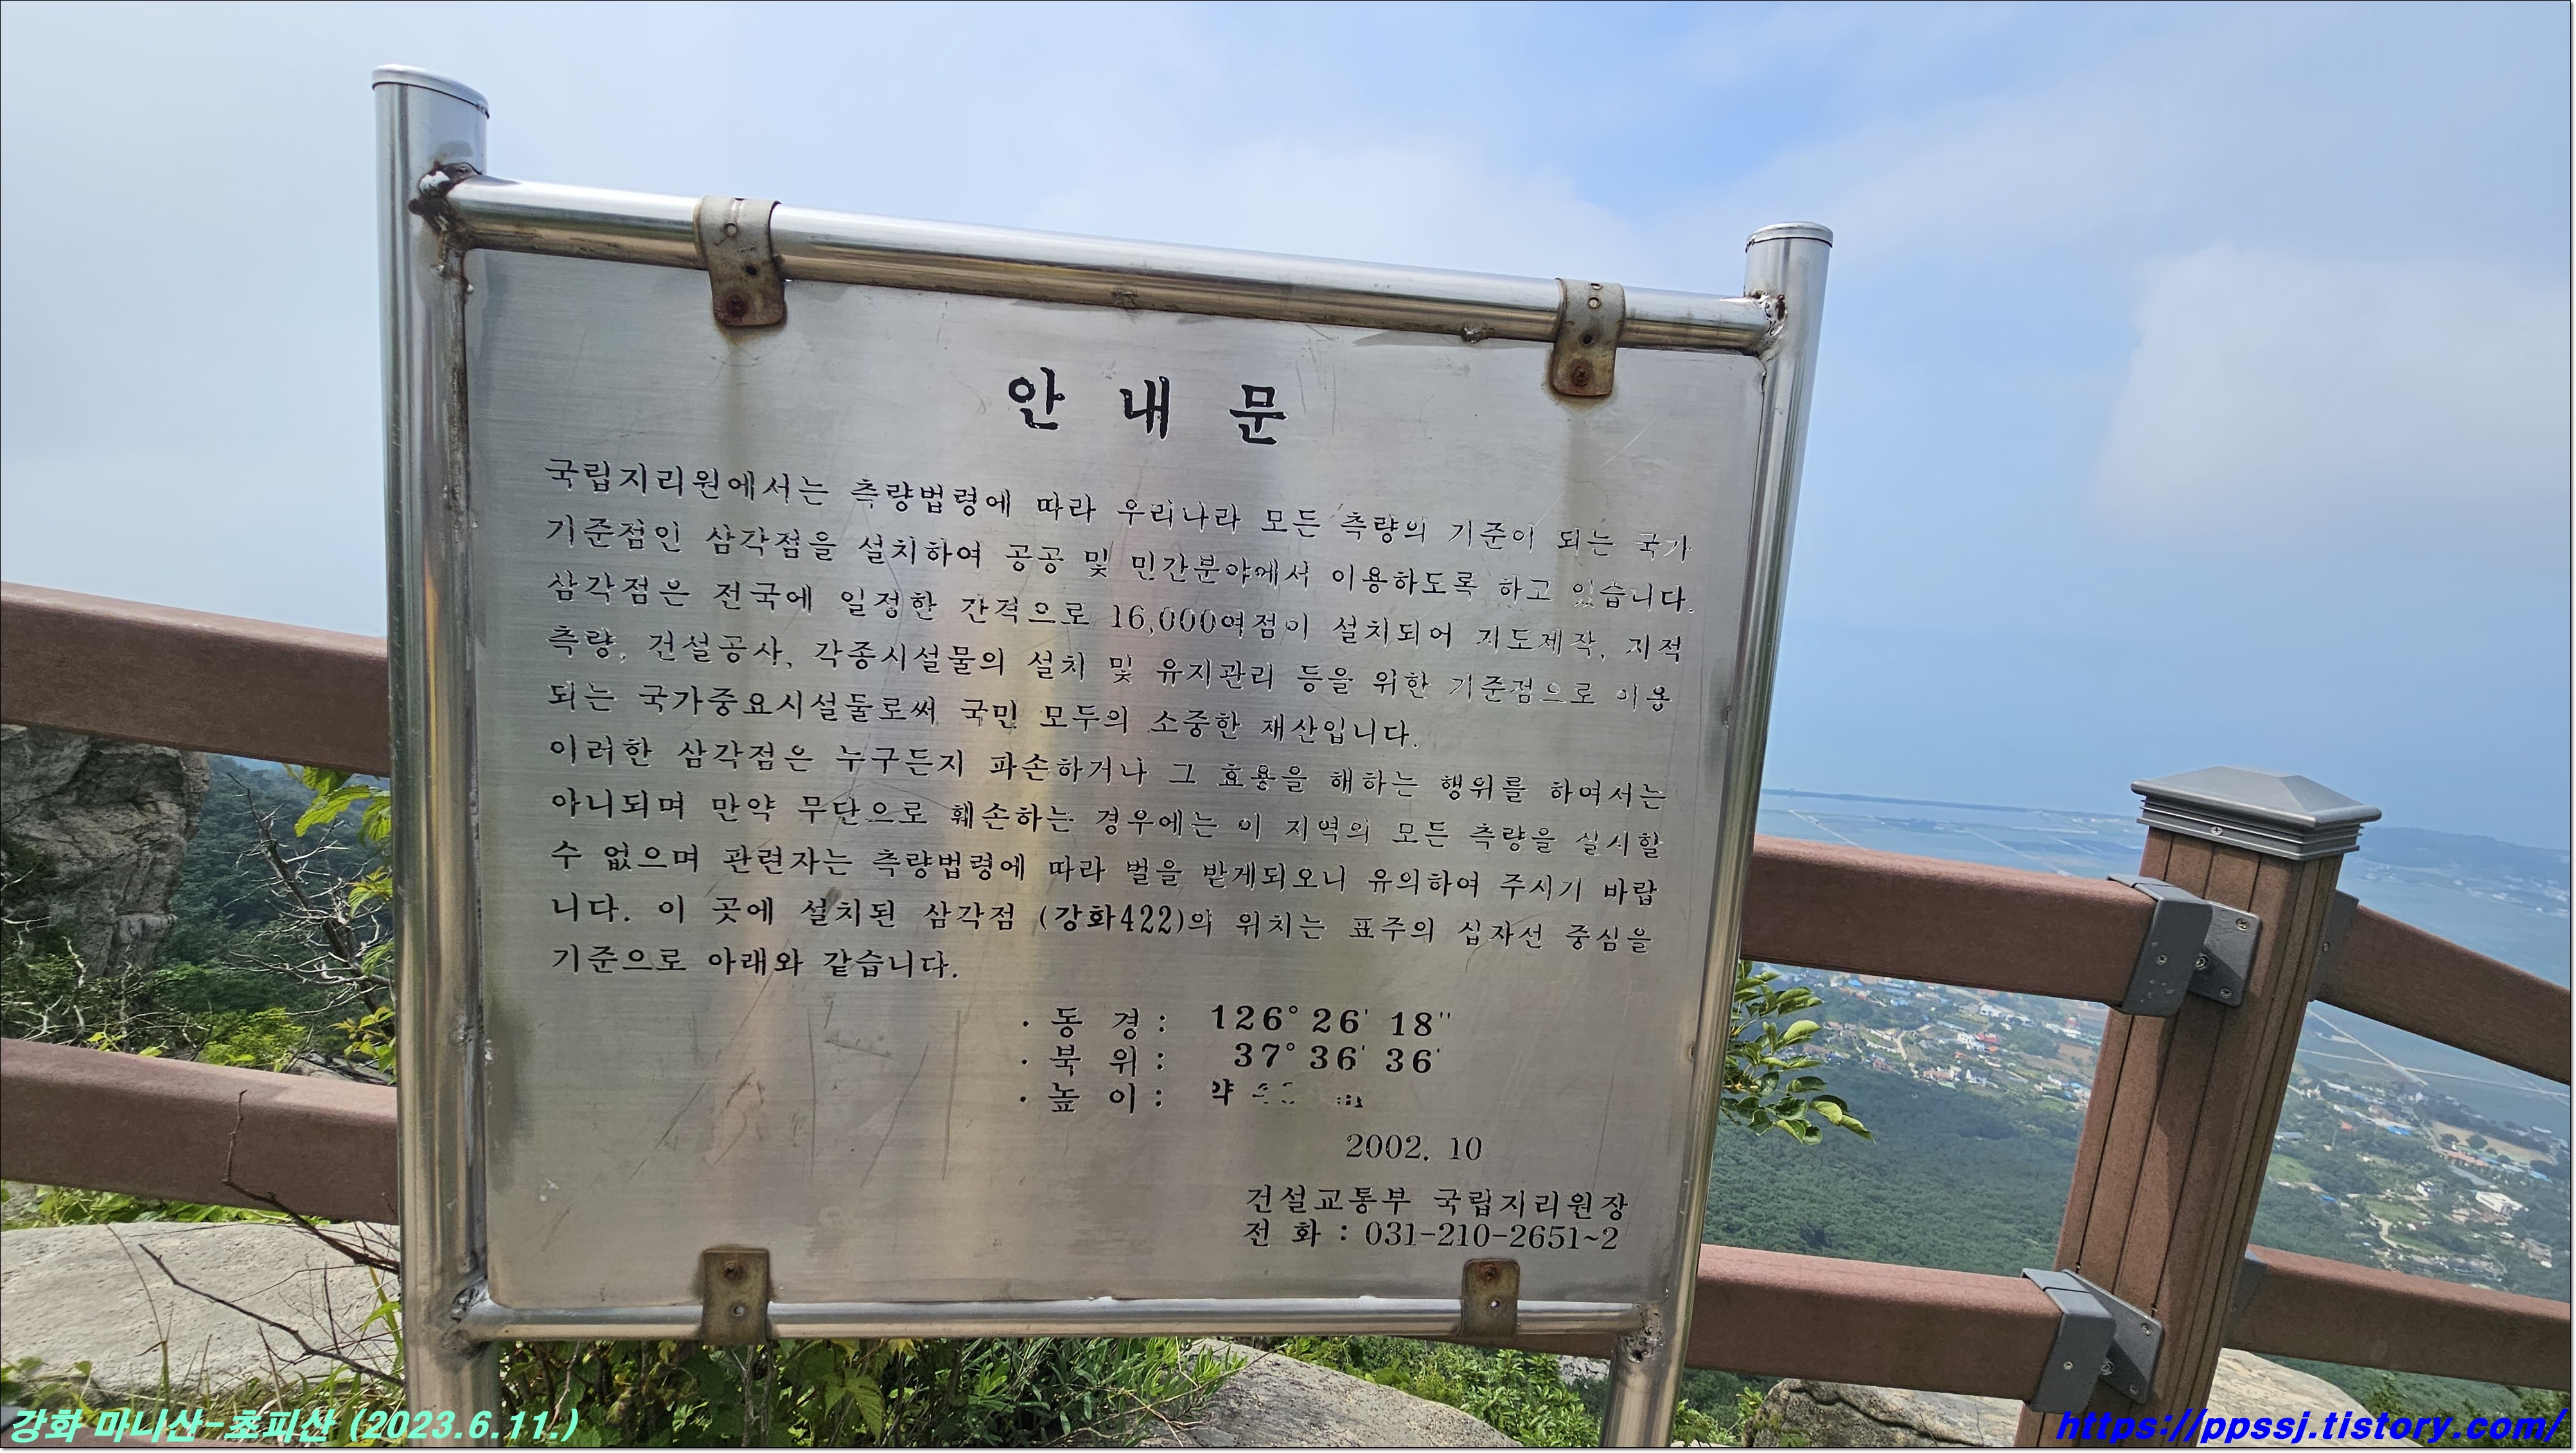 안 내 문
국립지리원에서는 측량법령에 따라 우리나라 모든 측량의 기준이 되는 국가
기준점인 삼각점을 설치하여 공공 및 민간분야에서 이용하도록 하고 있습니다.
삼각점은 전국에 일정한 간격으로 16,000여점이 설치되어 지도제작, 지적
측량, 건설공사, 각종시설물의 설치 및 유지관리 등을 위한 기준점으로 이용
되는 국가중요시설둘로써 국민 모두의 소중한 재산입니다.
이러한 삼각점은 누구든지 파손하거나 그 효용을 해하는 행위를 하여서는
아니되며 만약 무단으로 훼손하는 경우에는 이 지역의 모든 측량을 실시할
수 없으며 관련자는 측량법령에 따라 벌을 받게되오니 유의하여 주시기 바랍
니다. 이 곳에 설치된 삼각점 (강화422)의 위치는 표주의 십자선 중심을
기준으로 아래와 같습니다.
· 동 경 : 126° 26' 18"
· 북 위 : 37° 36' 36'
· 높 이 : 약
2002. 10
건설교통부 국립지리원장
전 화 : 031-210-2651~2
강화 마니산-초피산 (2023.6.11.)
https://ppssj.tistory.com/